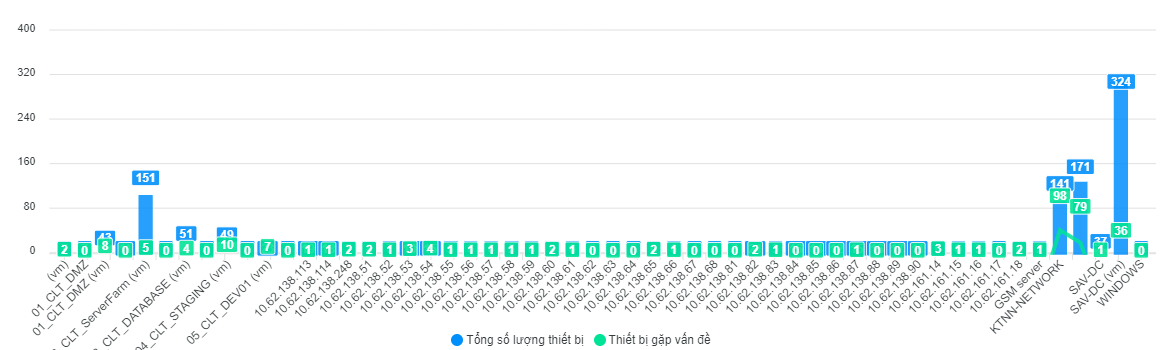 400
320
240
160
80
0
2 0 43 8 0 151 5 0 51 4 0 49 10 0 7 0 1 1 2 2 1 3 4 1 1 1 1 2 1 0 0 0 2 1 0 0 0 2 1 0 0 0 1 0 0 0 3 1 1 0 2 1 141 98 171 79 37 1 324 36 0
(vm)
01_CLT_DMZ
01_CLT_DMZ (vm)
CLT_ServerFarm (vm)
CLT_DATABASE (vm)
04_CLT_STAGING (vm)
05_CLT_DEV01 (vm)
10.62.138.113
10.62.138.114
10.62.138.248
10.62.138.51
10.62.138.52
10.62.138.53
10.62.138.54
10.62.138.55
10.62.138.56
10.62.138.57
10.62.138.58
10.62.138.59
10.62.138.60
10.62.138.61
10.62.138.62
10.62.138.63
10.62.138.64
10.62.138.65
10.62.138.66
10.62.138.67
10.62.138.68
10.62.138.81
10.62.138.82
10.62.138.83
10.62.138.84
10.62.138.85
10.62.138.86
10.62.138.87
10.62.138.88
10.62.138.89
10.62.138.90
10.62.161.14
10.62.161.15
10.62.161.16
10.62.161.17
10.62.161.18
GSM server
KTNN-NETWORK
SAV-DC
SAV-DC (vm)
WINDOWS
Tổng số lượng thiết bị
Thiết bị gặp vấn đề